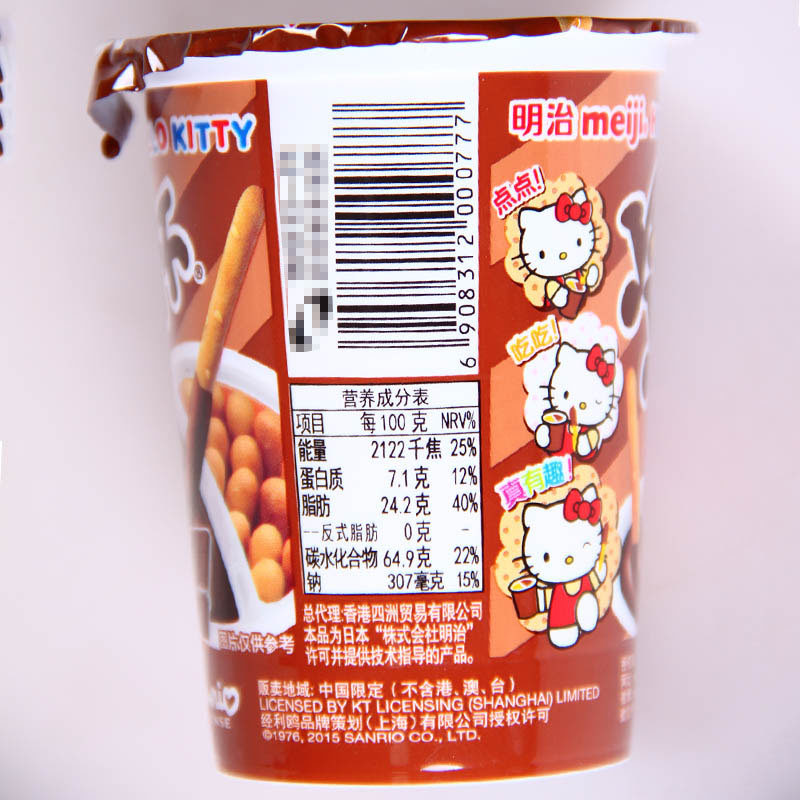 KITTY
®
6 908312 000777
明治 meiji
点点!
吃吃!
真有趣!
营养成分表
项目 每100克 NRV%
能量 2122千焦 25%
蛋白质 7.1克 12%
脂肪 24.2克 40%
--反式脂肪 0克 -
碳水化合物 64.9克 22%
钠 307毫克 15%
总代理:香港四洲贸易有限公司
本品为日本“株式会社明治”
许可并提供技术指导的产品。
图片仅供参考
贩卖地域: 中国限定（不含港、澳、台）
LICENSED BY KT LICENSING (SHANGHAI) LIMITED
经利鸥品牌策划（上海）有限公司授权许可
©1976, 2015 SANRIO CO., LTD.